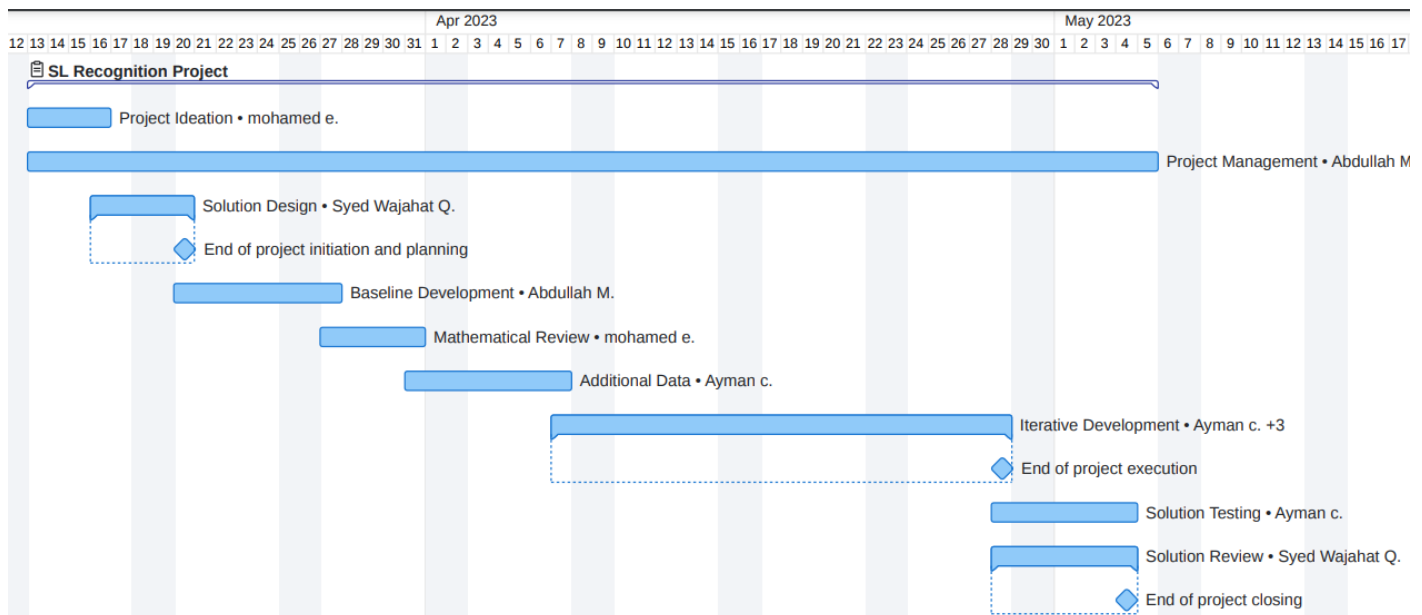 Apr 2023 May 2023
12 13 14 15 16 17 18 19 20 21 22 23 24 25 26 27 28 29 30 31 1 2 3 4 5 6 7 8 9 10 11 12 13 14 15 16 17 18 19 20 21 22 23 24 25 26 27 28 29 30 1 2 3 4 5 6 7 8 9 10 11 12 13 14 15 16 17
SL Recognition Project
Project Ideation • mohamed e.
Project Management • Abdullah M
Solution Design • Syed Wajahat Q.
End of project initiation and planning
Baseline Development • Abdullah M.
Mathematical Review • mohamed e.
Additional Data • Ayman c.
Iterative Development • Ayman c. +3
End of project execution
Solution Testing • Ayman c.
Solution Review • Syed Wajahat Q.
End of project closing